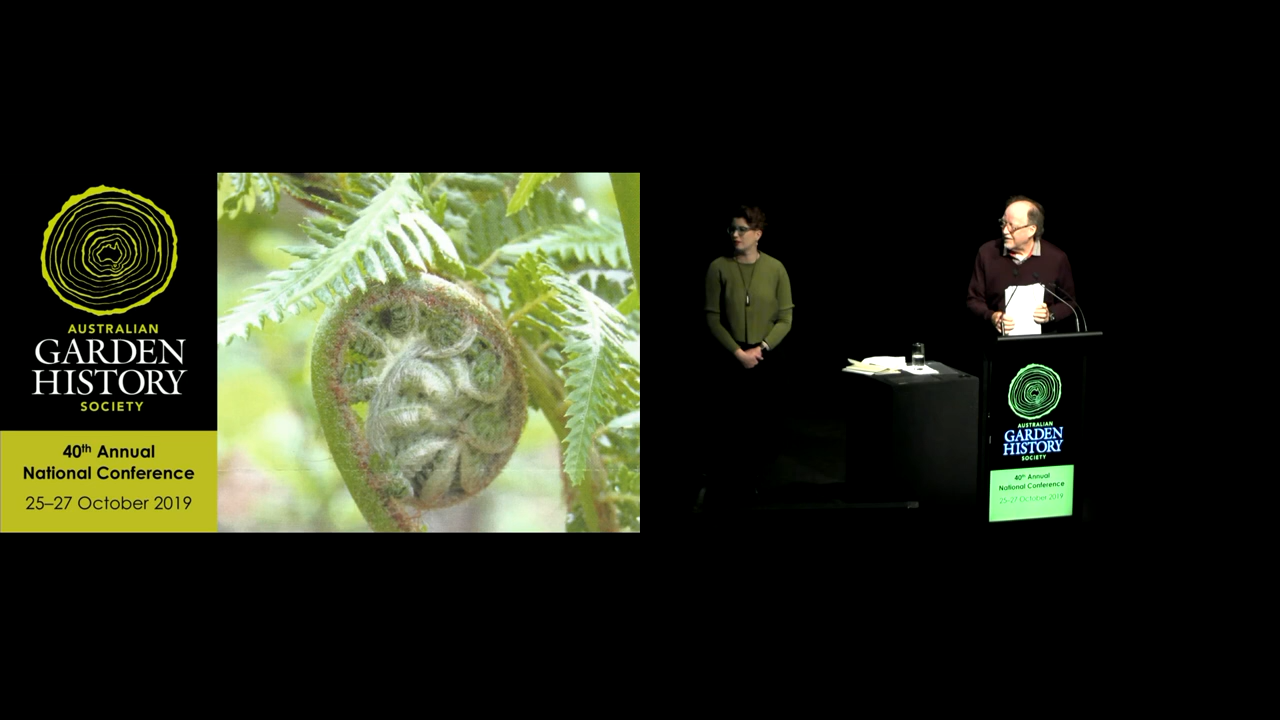 AUSTRALIAN
GARDEN
HISTORY
SOCIETY
40th Annual
National Conference
25–27 October 2019
AUSTRALIAN
GARDEN
HISTORY
SOCIETY
40th Annual
National Conference
25-27 October 2019